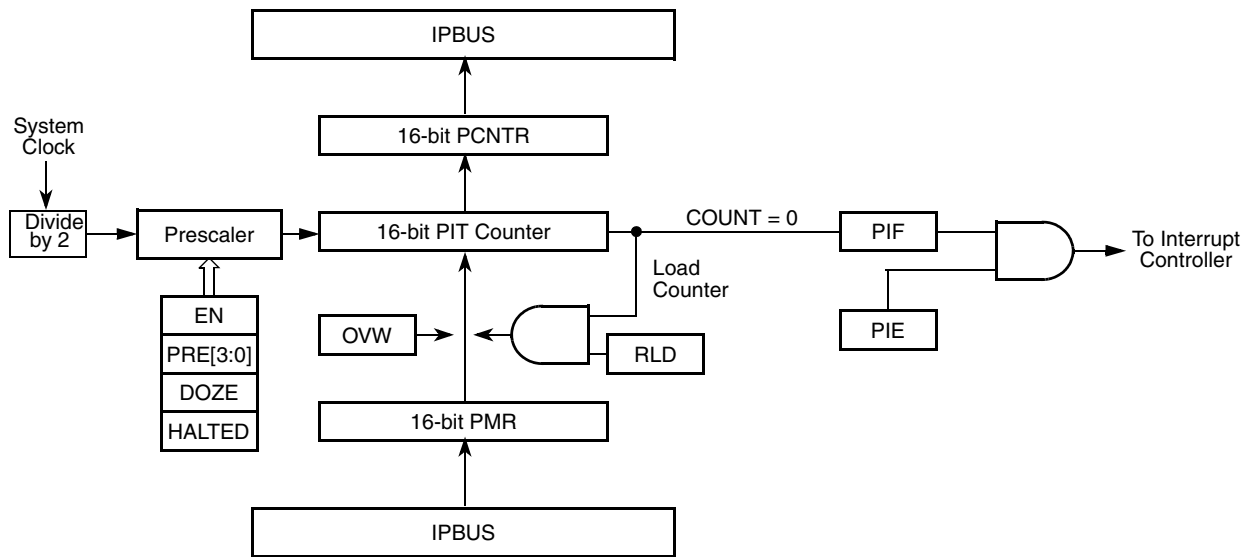 IPBUS
16-bit PCNTR
System
Clock
Divide
by 2
Prescaler
16-bit PIT Counter
COUNT = 0
PIF
To Interrupt
Controller
Load
Counter
EN
PRE[3:0]
DOZE
HALTED
OVW
RLD
PIE
16-bit PMR
IPBUS